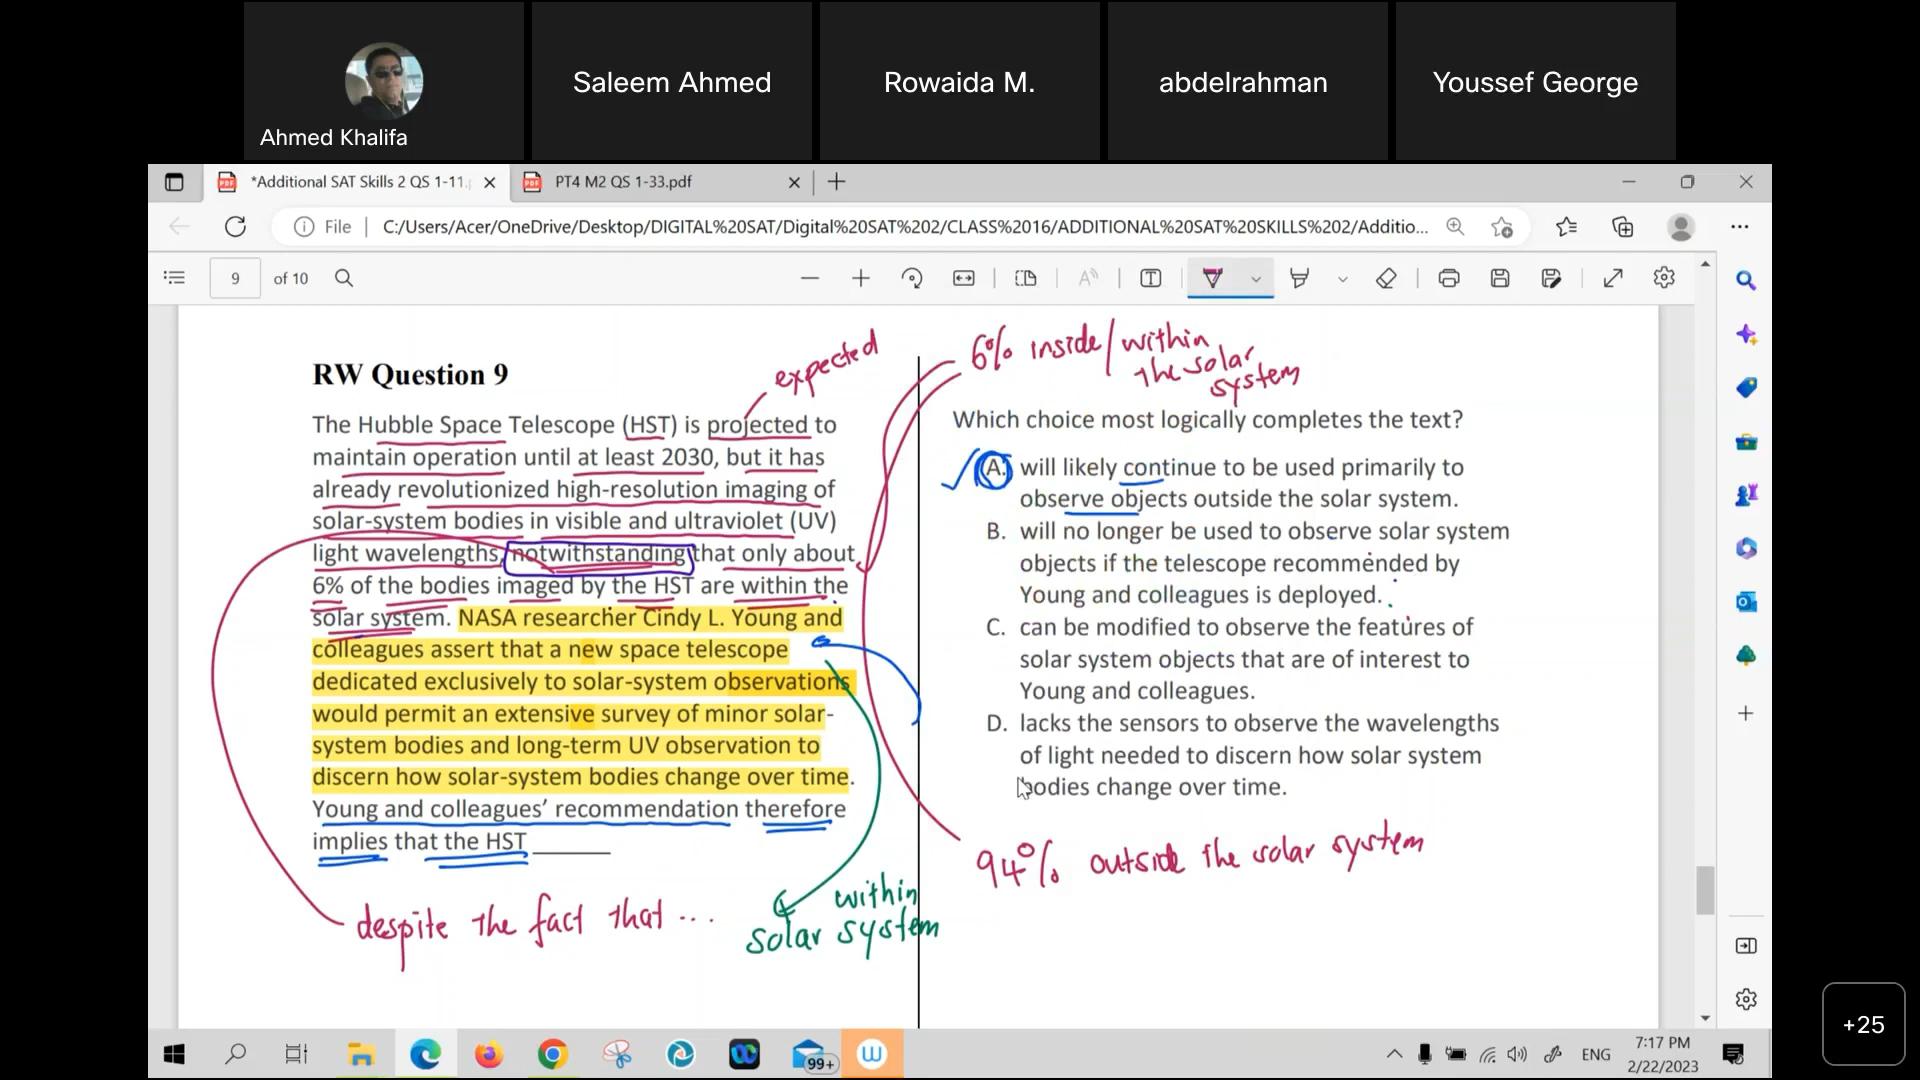 Saleem Ahmed
Rowaida M.
abdelrahman
Youssef George
Ahmed Khalifa
*Additional SAT Skills 2 QS 1-11.
PT4 M2 QS 1-33.pdf
File
C:/Users/Acer/OneDrive/Desktop/DIGITAL%20SAT/Digital%20SAT%202/CLASS%2016/ADDITIONAL%20SAT%20SKILLS%202/Additio...
9
of 10
expected
6% inside/within
the solar
system
RW Question 9
The Hubble Space Telescope (HST) is projected to
maintain operation until at least 2030, but it has
already revolutionized high-resolution imaging of
solar-system bodies in visible and ultraviolet (UV)
light wavelengths, notwithstanding that only about
6% of the bodies imaged by the HST are within the
solar system. NASA researcher Cindy L. Young and
colleagues assert that a new space telescope
dedicated exclusively to solar-system observations
would permit an extensive survey of minor solar-
system bodies and long-term UV observation to
discern how solar-system bodies change over time.
Young and colleagues’ recommendation therefore
implies that the HST ______
despite the fact that ...
within
solar system
Which choice most logically completes the text?
A. will likely continue to be used primarily to
observe objects outside the solar system.
B. will no longer be used to observe solar system
objects if the telescope recommended by
Young and colleagues is deployed.
C. can be modified to observe the features of
solar system objects that are of interest to
Young and colleagues.
D. lacks the sensors to observe the wavelengths
of light needed to discern how solar system
bodies change over time.
94% outside the solar system
+25
99+
ENG
7:17 PM
2/22/2023